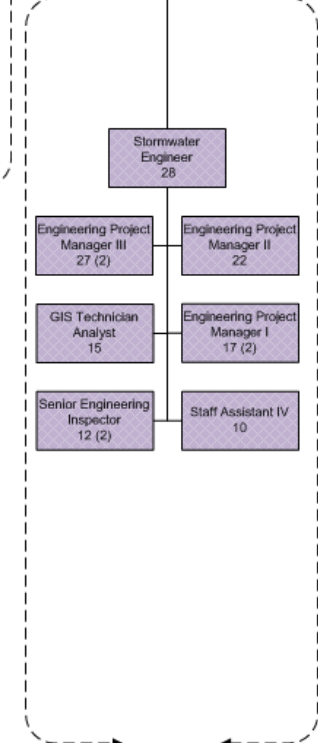 Stormwater
Engineer
28
Engineering Project
Manager III
27 (2)
Engineering Project
Manager II
22
GIS Technician
Analyst
15
Engineering Project
Manager I
17 (2)
Senior Engineering
Inspector
12 (2)
Staff Assistant IV
10